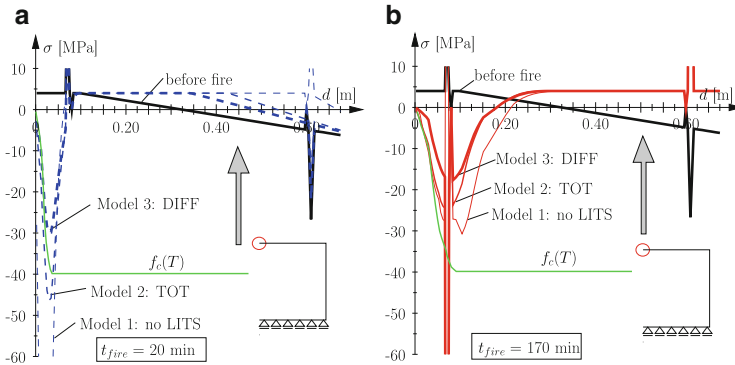 a
σ [MPa]
10
0
-10
-20
-30
-40
-50
-60
before fire
d [m]
0
0.20
0.40
0.60
Model 3: DIFF
f_c(T)
Model 2: TOT
Model 1: no LITS
t_fire = 20 min
b
σ [MPa]
10
0
-10
-20
-30
-40
-50
-60
before fire
d [m]
0
0.20
0.40
0.60
Model 3: DIFF
Model 2: TOT
Model 1: no LITS
f_c(T)
t_fire = 170 min